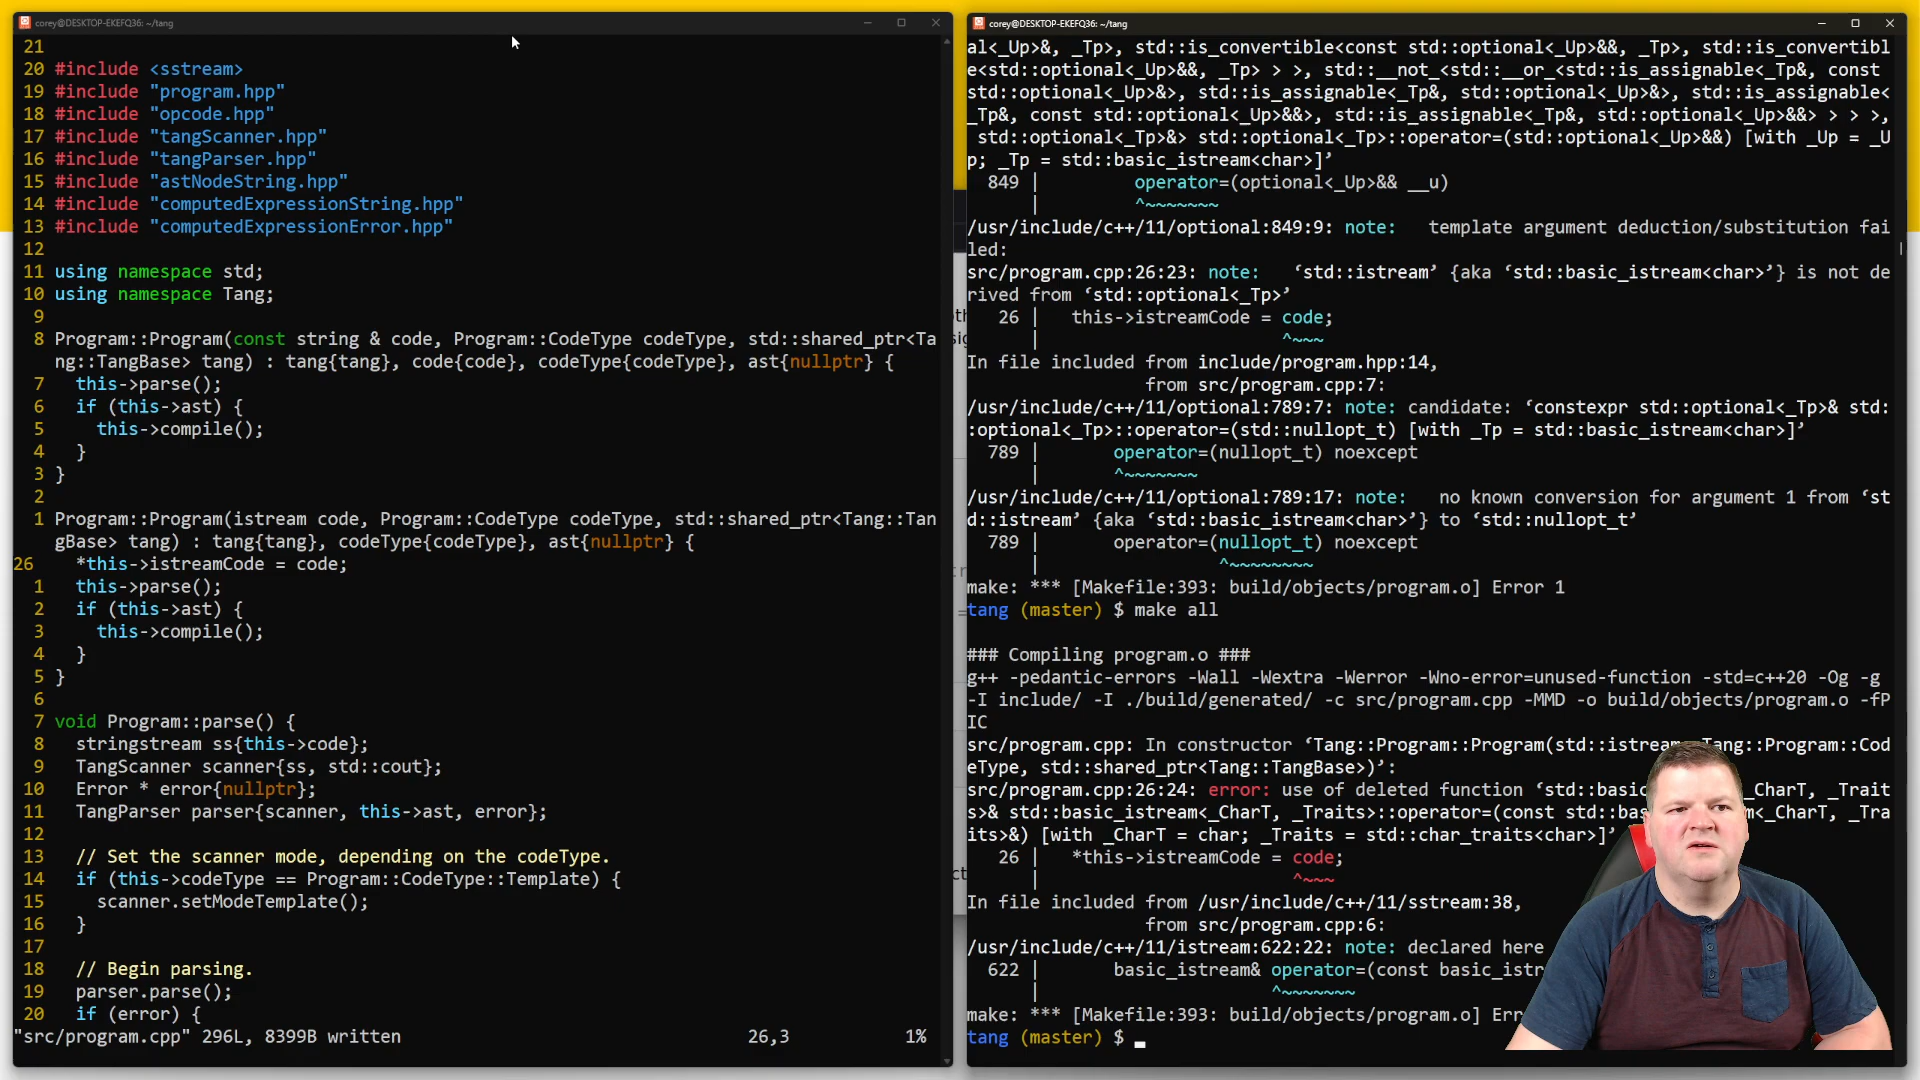 corey@DESKTOP-EKEFQ36: ~/tang
21
20 #include <sstream>
19 #include "program.hpp"
18 #include "opcode.hpp"
17 #include "tangScanner.hpp"
16 #include "tangParser.hpp"
15 #include "astNodeString.hpp"
14 #include "computedExpressionString.hpp"
13 #include "computedExpressionError.hpp"
12
11 using namespace std;
10 using namespace Tang;
9
8 Program::Program(const string & code, Program::CodeType codeType, std::shared_ptr<Ta
ng::TangBase> tang) : tang{tang}, code{code}, codeType{codeType}, ast{nullptr} {
7 this->parse();
6 if (this->ast) {
5 this->compile();
4 }
3 }
2
1 Program::Program(istream code, Program::CodeType codeType, std::shared_ptr<Tang::Tan
gBase> tang) : tang{tang}, codeType{codeType}, ast{nullptr} {
26 *this->istreamCode = code;
1 this->parse();
2 if (this->ast) {
3 this->compile();
4 }
5 }
6
7 void Program::parse() {
8 stringstream ss{this->code};
9 TangScanner scanner{ss, std::cout};
10 Error * error{nullptr};
11 TangParser parser{scanner, this->ast, error};
12
13 // Set the scanner mode, depending on the codeType.
14 if (this->codeType == Program::CodeType::Template) {
15 scanner.setModeTemplate();
16 }
17
18 // Begin parsing.
19 parser.parse();
20 if (error) {
"src/program.cpp" 296L, 8399B written 26,3 1%
corey@DESKTOP-EKEFQ36: ~/tang
al<_Up>&, _Tp>, std::is_convertible<const std::optional<_Up>&&, _Tp>, std::is_convertibl
e<std::optional<_Up>&&, _Tp> > >, std::__not_<std::__or_<std::is_assignable<_Tp&, const
std::optional<_Up>&>, std::is_assignable<_Tp&, std::optional<_Up>&>, std::is_assignable<
_Tp&, const std::optional<_Up>&&>, std::is_assignable<_Tp&, std::optional<_Up>&&> > > >,
std::optional<_Tp>&> std::optional<_Tp>::operator=(std::optional<_Up>&&) [with _Up = _U
p; _Tp = std::basic_istream<char>]’
849 | operator=(optional<_Up>&& __u)
| ^~~~~~~~
/usr/include/c++/11/optional:849:9: note: template argument deduction/substitution fai
led:
src/program.cpp:26:23: note: ‘std::istream’ {aka ‘std::basic_istream<char>’} is not de
rived from ‘std::optional<_Tp>’
26 | this->istreamCode = code;
| ^~~~
In file included from include/program.hpp:14,
from src/program.cpp:7:
/usr/include/c++/11/optional:789:7: note: candidate: ‘constexpr std::optional<_Tp>& std:
:optional<_Tp>::operator=(std::nullopt_t) [with _Tp = std::basic_istream<char>]’
789 | operator=(nullopt_t) noexcept
| ^~~~~~~~
/usr/include/c++/11/optional:789:17: note: no known conversion for argument 1 from ‘st
d::istream’ {aka ‘std::basic_istream<char>’} to ‘std::nullopt_t’
789 | operator=(nullopt_t) noexcept
| ^~~~~~~~~
make: *** [Makefile:393: build/objects/program.o] Error 1
tang (master) $ make all
### Compiling program.o ###
g++ -pedantic-errors -Wall -Wextra -Werror -Wno-error=unused-function -std=c++20 -Og -g
-I include/ -I ./build/generated/ -c src/program.cpp -MMD -o build/objects/program.o -fP
IC
src/program.cpp: In constructor ‘Tang::Program::Program(std::istream, Tang::Program::Cod
eType, std::shared_ptr<Tang::TangBase>)’:
src/program.cpp:26:24: error: use of deleted function ‘std::basic _CharT, _Trait
s>& std::basic_istream<_CharT, _Traits>::operator=(const std::bas <_CharT, _Tra
its>&) [with _CharT = char; _Traits = std::char_traits<char>]’
26 | *this->istreamCode = code;
| ^~~~
In file included from /usr/include/c++/11/sstream:38,
from src/program.cpp:6:
/usr/include/c++/11/istream:622:22: note: declared here
622 | basic_istream& operator=(const basic_istr
| ^~~~~~~~
make: *** [Makefile:393: build/objects/program.o] Err
tang (master) $